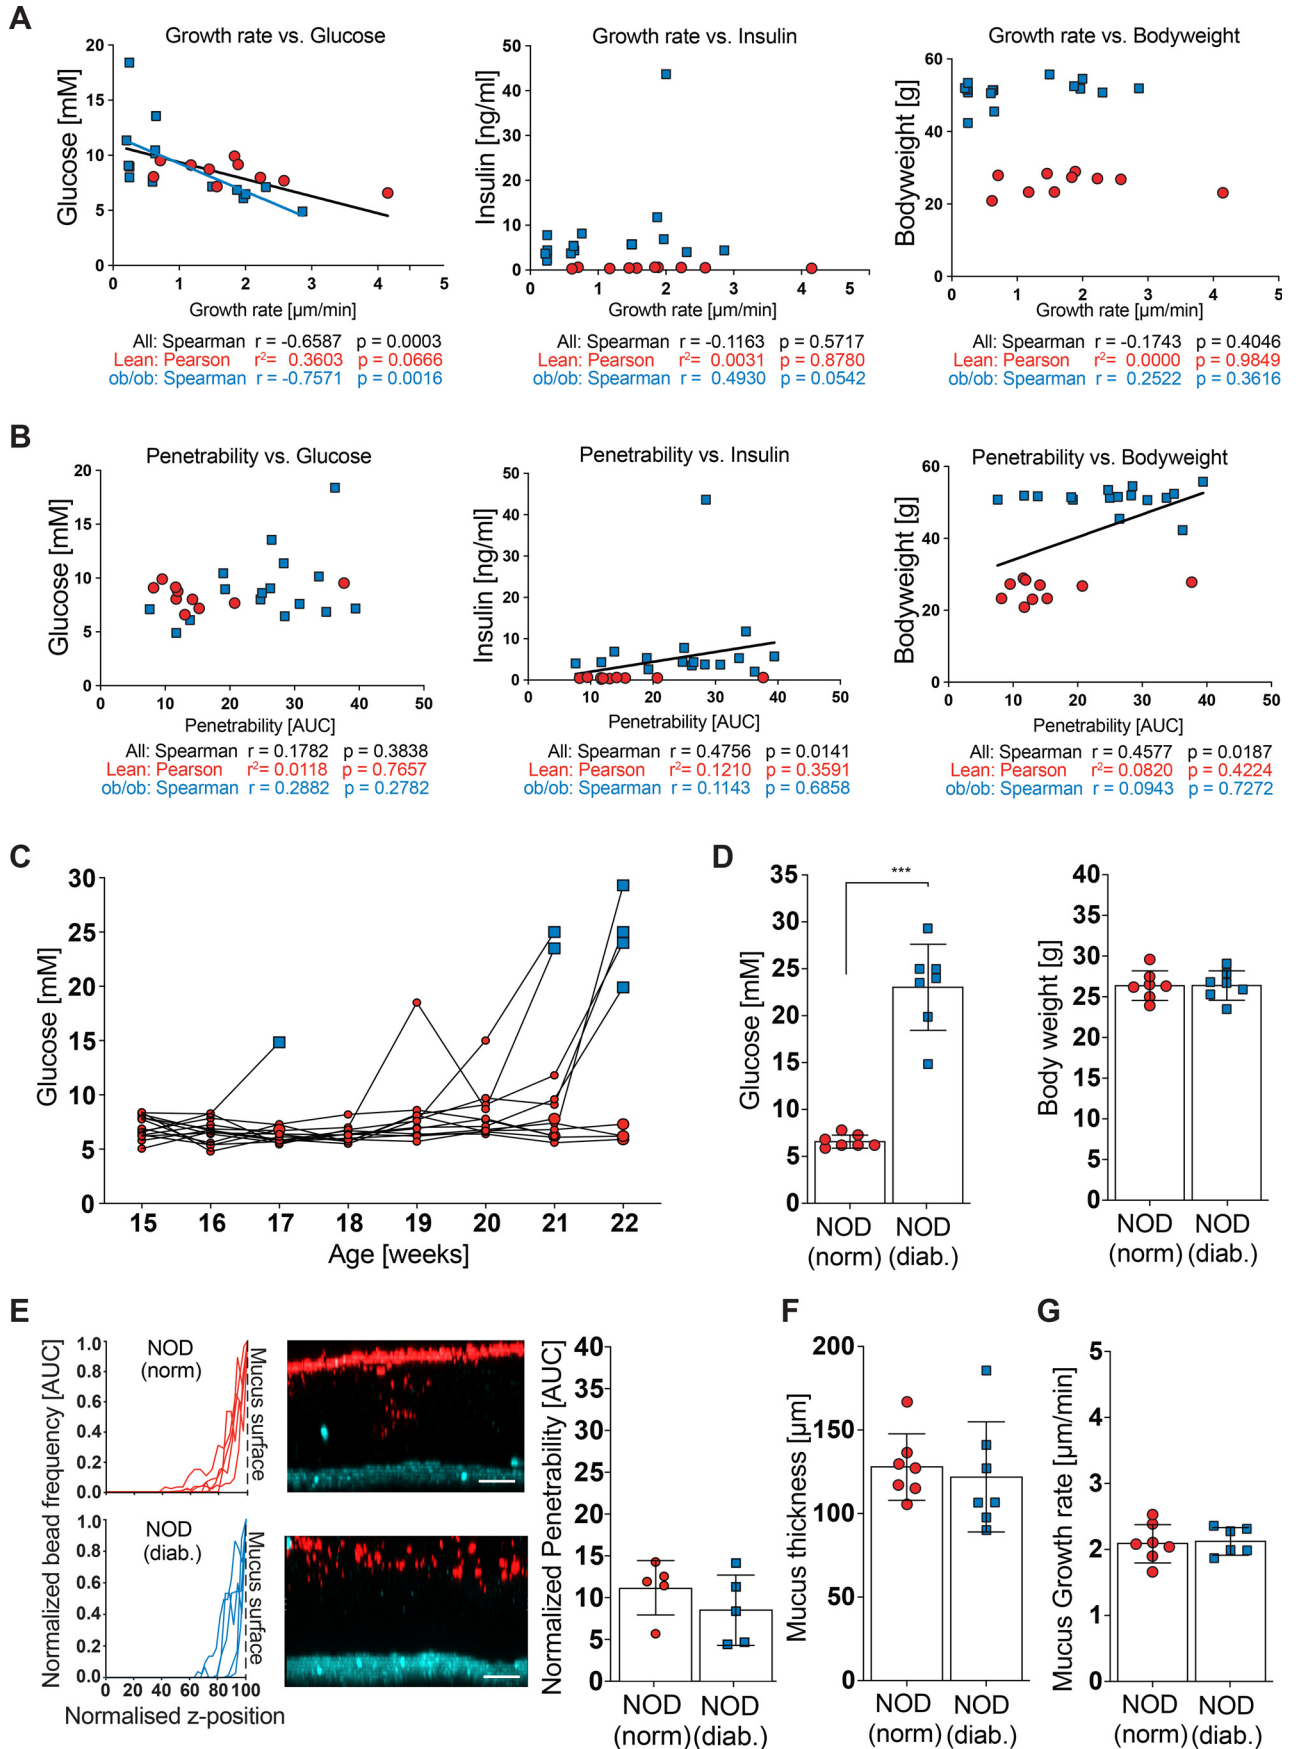 A
Growth rate vs. Glucose
Glucose [mM]
20
15
10
5
0
0 1 2 3 4 5
Growth rate [µm/min]
All: Spearman r = -0.6587 p = 0.0003
Lean: Pearson r²= 0.3603 p = 0.0666
ob/ob: Spearman r = -0.7571 p = 0.0016
Growth rate vs. Insulin
Insulin [ng/ml]
50
40
30
20
10
0
0 1 2 3 4 5
Growth rate [µm/min]
All: Spearman r = -0.1163 p = 0.5717
Lean: Pearson r²= 0.0031 p = 0.8780
ob/ob: Spearman r = 0.4930 p = 0.0542
Growth rate vs. Bodyweight
Bodyweight [g]
60
40
20
0
0 1 2 3 4 5
Growth rate [µm/min]
All: Spearman r = -0.1743 p = 0.4046
Lean: Pearson r²= 0.0000 p = 0.9849
ob/ob: Spearman r = 0.2522 p = 0.3616
B
Penetrability vs. Glucose
Glucose [mM]
20
15
10
5
0
0 10 20 30 40 50
Penetrability [AUC]
All: Spearman r = 0.1782 p = 0.3838
Lean: Pearson r²= 0.0118 p = 0.7657
ob/ob: Spearman r = 0.2882 p = 0.2782
Penetrability vs. Insulin
Insulin [ng/ml]
50
40
30
20
10
0
0 10 20 30 40 50
Penetrability [AUC]
All: Spearman r = 0.4756 p = 0.0141
Lean: Pearson r²= 0.1210 p = 0.3591
ob/ob: Spearman r = 0.1143 p = 0.6858
Penetrability vs. Bodyweight
Bodyweight [g]
60
40
20
0
0 10 20 30 40 50
Penetrability [AUC]
All: Spearman r = 0.4577 p = 0.0187
Lean: Pearson r²= 0.0820 p = 0.4224
ob/ob: Spearman r = 0.0943 p = 0.7272
C
Glucose [mM]
30
25
20
15
10
5
0
15 16 17 18 19 20 21 22
Age [weeks]
D
Glucose [mM]
35
30
25
20
15
10
5
0
***
NOD NOD
(norm) (diab.)
Body weight [g]
40
35
30
25
20
15
10
5
0
NOD NOD
(norm) (diab.)
E
Normalized bead frequency [AUC]
1.0
0.8
0.6
0.4
0.2
0.0
NOD
(norm)
Mucus surface
1.0
0.8
0.6
0.4
0.2
0.0
NOD
(diab.)
Mucus surface
0 20 40 60 80 100
Normalised z-position
Normalized Penetrability [AUC]
40
35
30
25
20
15
10
5
0
NOD NOD
(norm) (diab.)
F
Mucus thickness [µm]
200
150
100
50
0
NOD NOD
(norm) (diab.)
G
Mucus Growth rate [µm/min]
5
4
3
2
1
0
NOD NOD
(norm) (diab.)